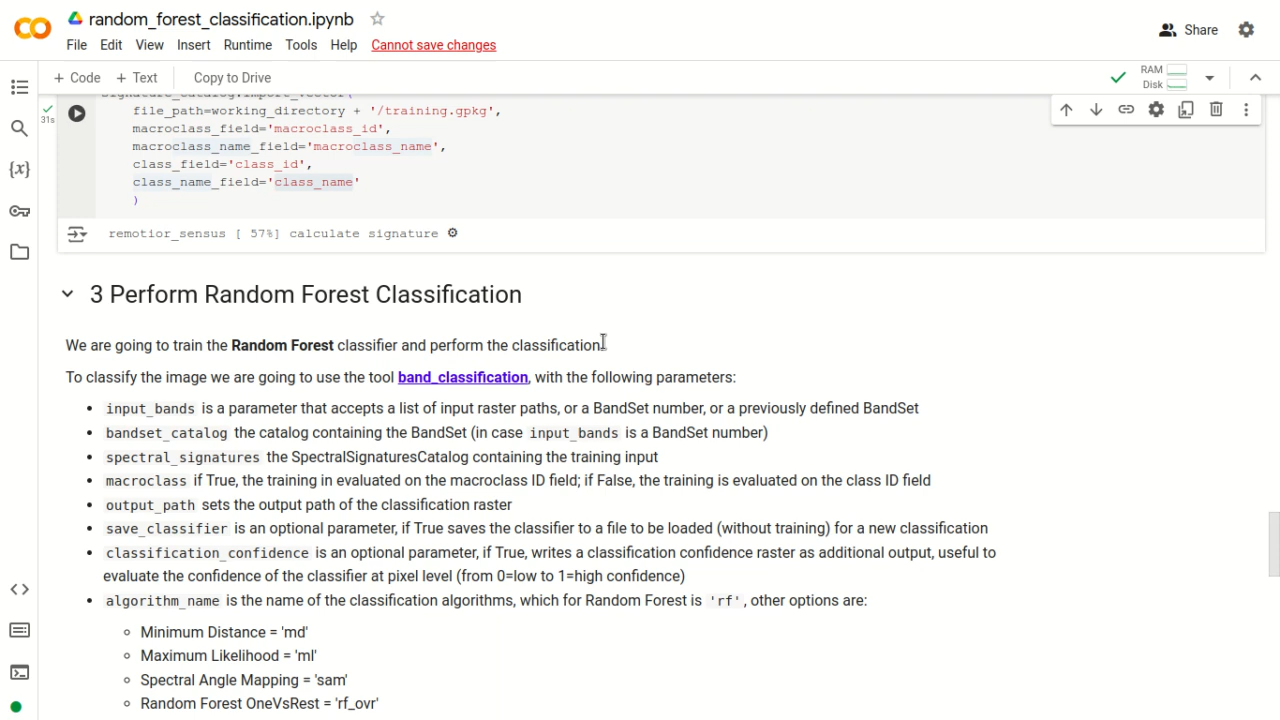 random_forest_classification.ipynb
File Edit View Insert Runtime Tools Help Cannot save changes
Share
+ Code + Text Copy to Drive
RAM
Disk
signature_catalog.import_vector(
31s
file_path=working_directory + '/training.gpkg',
macroclass_field='macroclass_id',
macroclass_name_field='macroclass_name',
class_field='class_id',
class_name_field='class_name'
)
remotior_sensus [ 57%] calculate signature ⚙
3 Perform Random Forest Classification
We are going to train the Random Forest classifier and perform the classification.
To classify the image we are going to use the tool band_classification, with the following parameters:
• input_bands is a parameter that accepts a list of input raster paths, or a BandSet number, or a previously defined BandSet
• bandset_catalog the catalog containing the BandSet (in case input_bands is a BandSet number)
• spectral_signatures the SpectralSignaturesCatalog containing the training input
• macroclass if True, the training in evaluated on the macroclass ID field; if False, the training is evaluated on the class ID field
• output_path sets the output path of the classification raster
• save_classifier is an optional parameter, if True saves the classifier to a file to be loaded (without training) for a new classification
• classification_confidence is an optional parameter, if True, writes a classification confidence raster as additional output, useful to
evaluate the confidence of the classifier at pixel level (from 0=low to 1=high confidence)
• algorithm_name is the name of the classification algorithms, which for Random Forest is 'rf', other options are:
◦ Minimum Distance = 'md'
◦ Maximum Likelihood = 'ml'
◦ Spectral Angle Mapping = 'sam'
◦ Random Forest OneVsRest = 'rf_ovr'